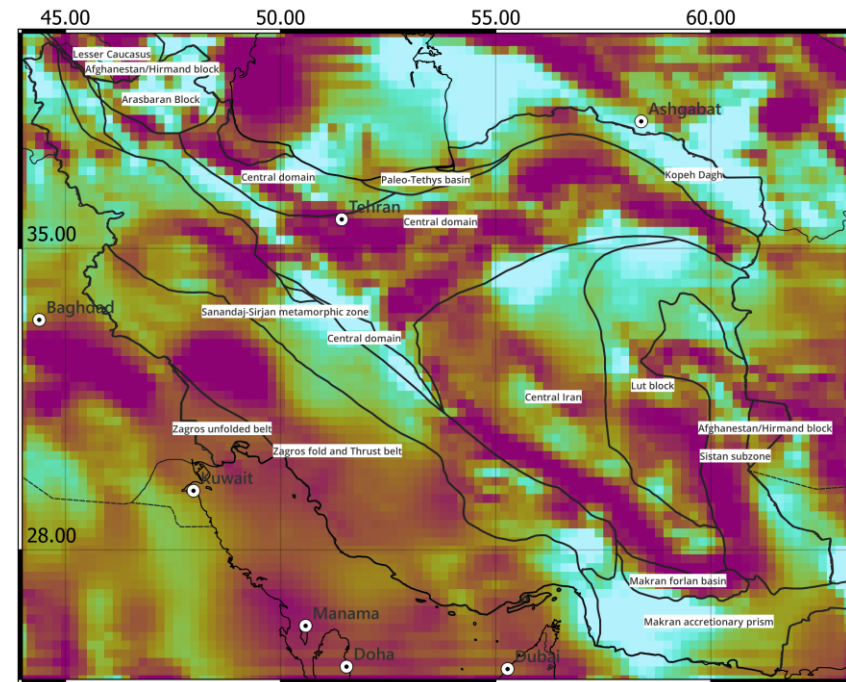 45.00 50.00 55.00 60.00
Lesser Caucasus
Afghanestan/Hirmand block
Arasbaran Block
Ashgabat
Central domain
Paleo-Tethys basin
Kopeh Dagh
Tehran
Central domain
35.00
Baghdad
Sanandaj-Sirjan metamorphic zone
Central domain
Lut block
Central Iran
Zagros unfolded belt
Afghanestan/Hirmand block
Zagros fold and Thrust belt
Sistan subzone
Kuwait
28.00
Makran forlan basin
Manama
Makran accretionary prism
Doha
Dubai